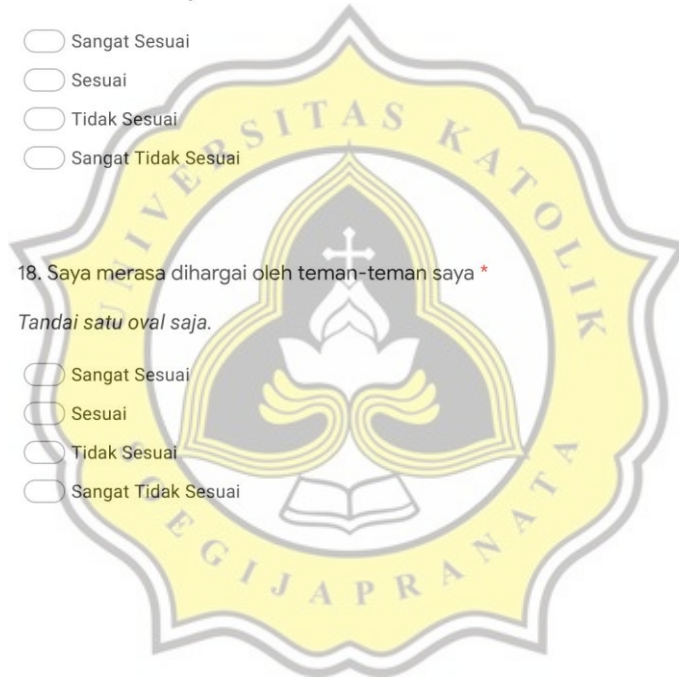 Sangat Sesuai
Sesuai
Tidak Sesuai
Sangat Tidak Sesuai
18. Saya merasa dihargai oleh teman-teman saya *
Tandai satu oval saja.
Sangat Sesuai
Sesuai
Tidak Sesuai
Sangat Tidak Sesuai
UNIVERSITAS KATOLIK
SOEGIJAPRANATA